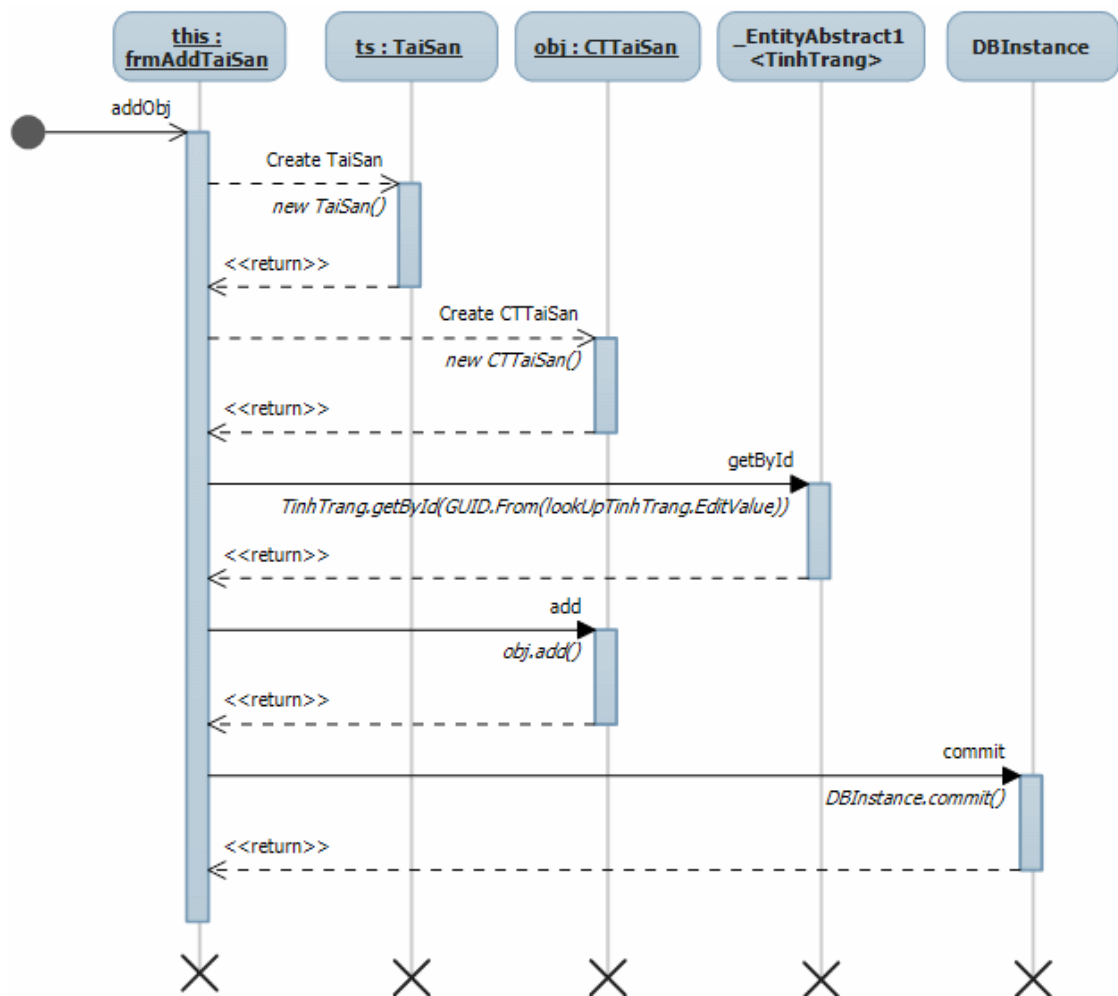 this :
frmAddTaiSan
ts : TaiSan
obj : CTTaiSan
_EntityAbstract1
<TinhTrang>
DBInstance
addObj
Create TaiSan
new TaiSan()
<<return>>
Create CTTaiSan
new CTTaiSan()
<<return>>
getById
TinhTrang.getById(GUID.From(lookUpTinhTrang.EditValue))
<<return>>
add
obj.add()
<<return>>
commit
DBInstance.commit()
<<return>>